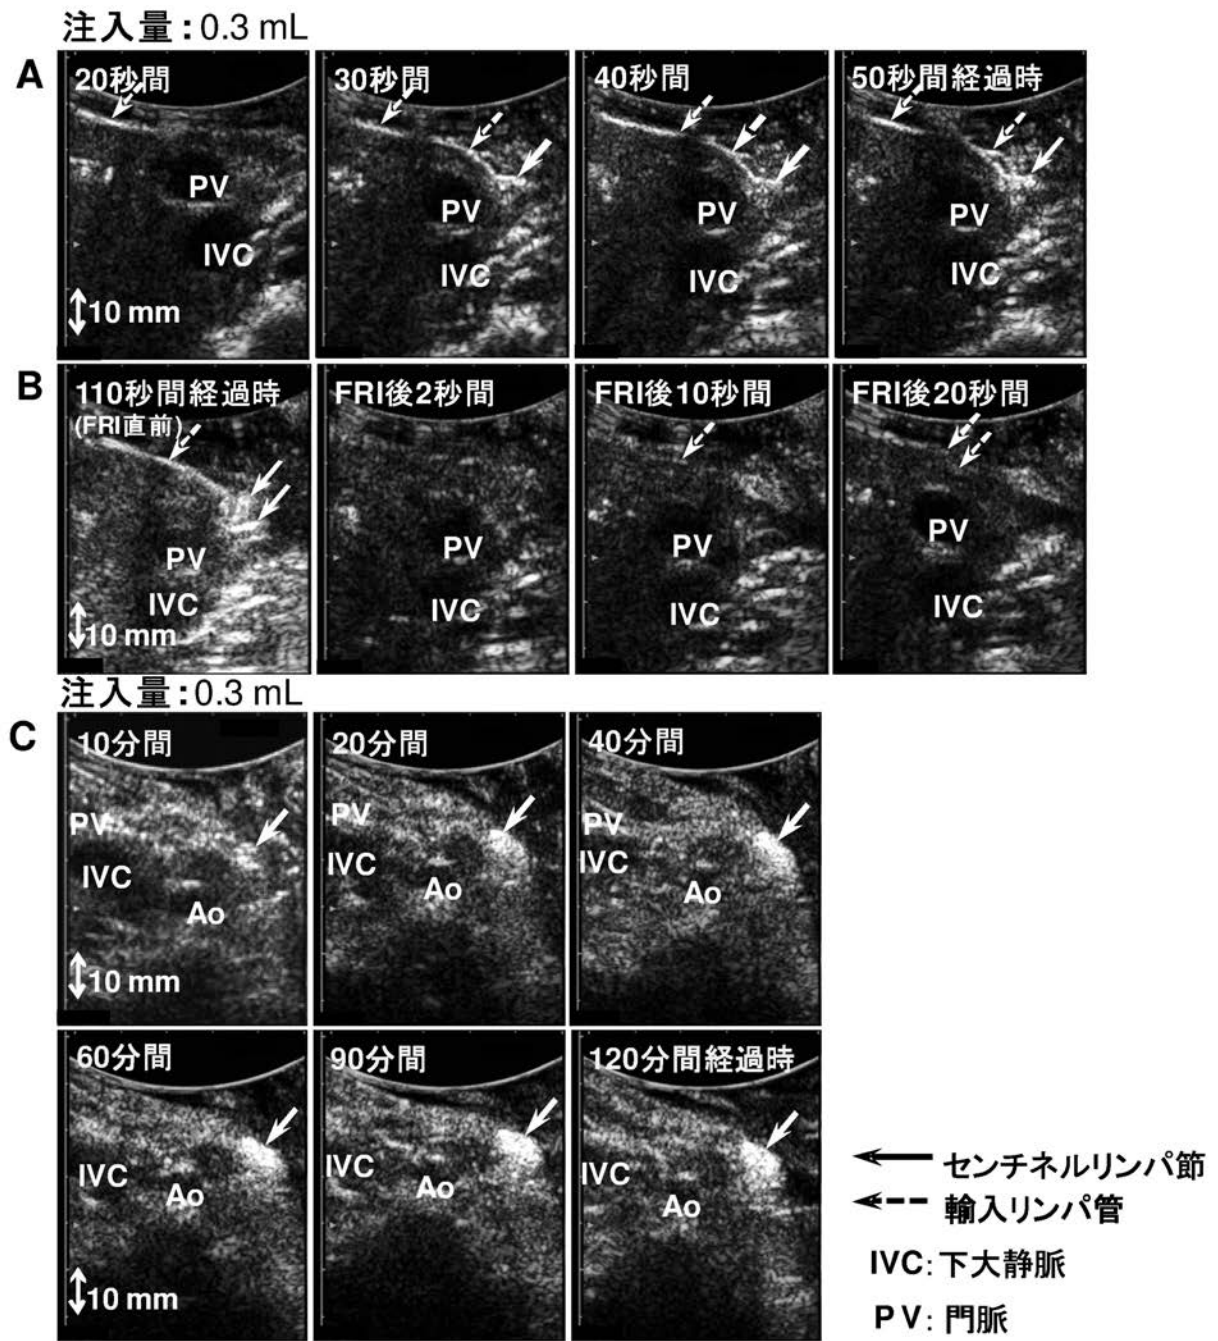 注入量:0.3 mL
A
20秒間
30秒間
40秒間
50秒間経過時
PV
IVC
10 mm
PV
IVC
PV
IVC
PV
IVC
B
110秒間経過時
(FRI直前)
FRI後2秒間
FRI後10秒間
FRI後20秒間
PV
IVC
10 mm
PV
IVC
PV
IVC
PV
IVC
注入量:0.3 mL
C
10分間
20分間
40分間
PV
IVC
Ao
10 mm
PV
IVC
Ao
PV
IVC
Ao
60分間
90分間
120分間経過時
IVC
Ao
10 mm
IVC
Ao
IVC
Ao
センチネルリンパ節
輸入リンパ管
IVC: 下大静脈
PV: 門脈